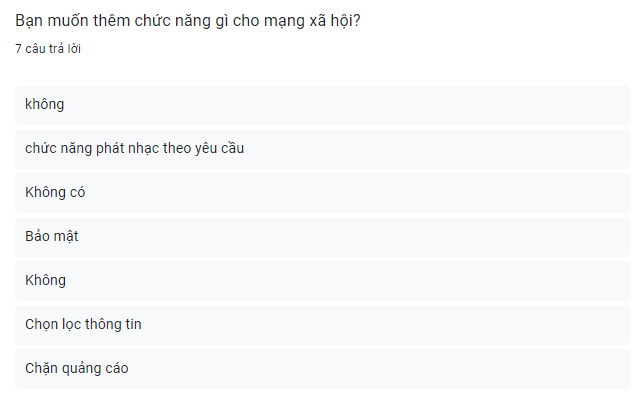 Bạn muốn thêm chức năng gì cho mạng xã hội?
7 câu trả lời
không
chức năng phát nhạc theo yêu cầu
Không có
Bảo mật
Không
Chọn lọc thông tin
Chặn quảng cáo